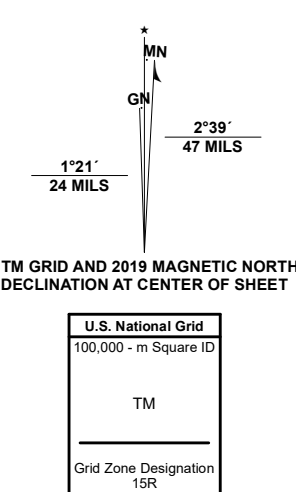 MN
GN
2°39´
47 MILS
1°21´
24 MILS
TM GRID AND 2019 MAGNETIC NORTH
DECLINATION AT CENTER OF SHEET
U.S. National Grid
100,000 - m Square ID
TM
Grid Zone Designation
15R